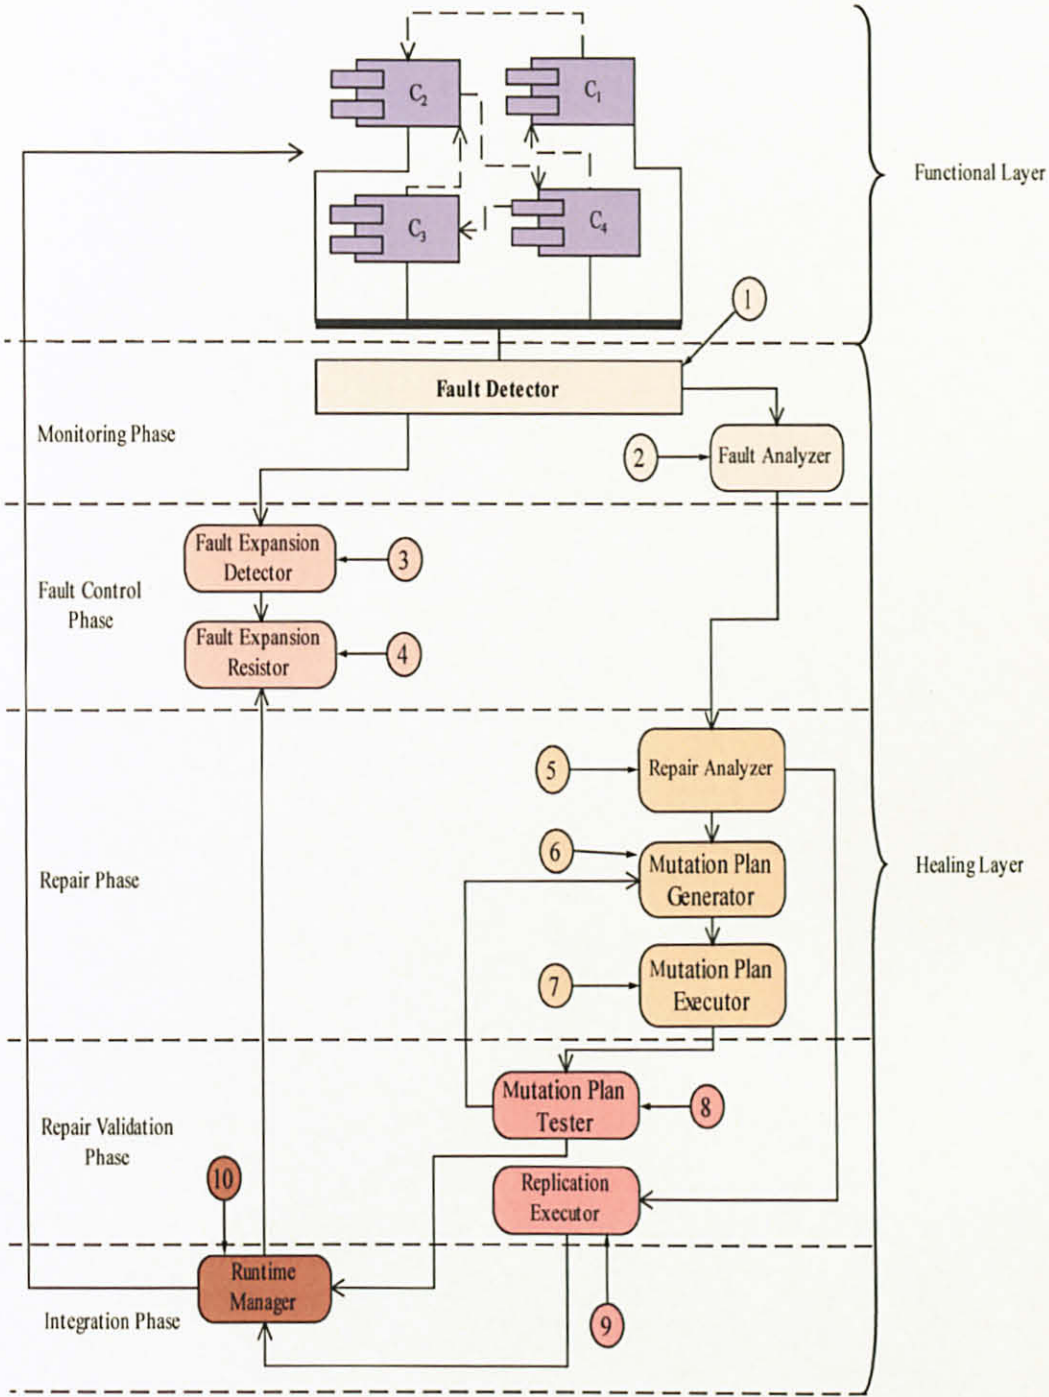 C2
C1
Functional Layer
C3
C4
1
Fault Detector
Monitoring Phase
2
Fault Analyzer
Fault Expansion
Detector
3
Fault Control
Phase
Fault Expansion
Resistor
4
5
Repair Analyzer
6
Mutation Plan
Generator
Repair Phase
Healing Layer
7
Mutation Plan
Executor
Mutation Plan
Tester
8
Repair Validation
Phase
10
Replication
Executor
Runtime
Manager
Integration Phase
9